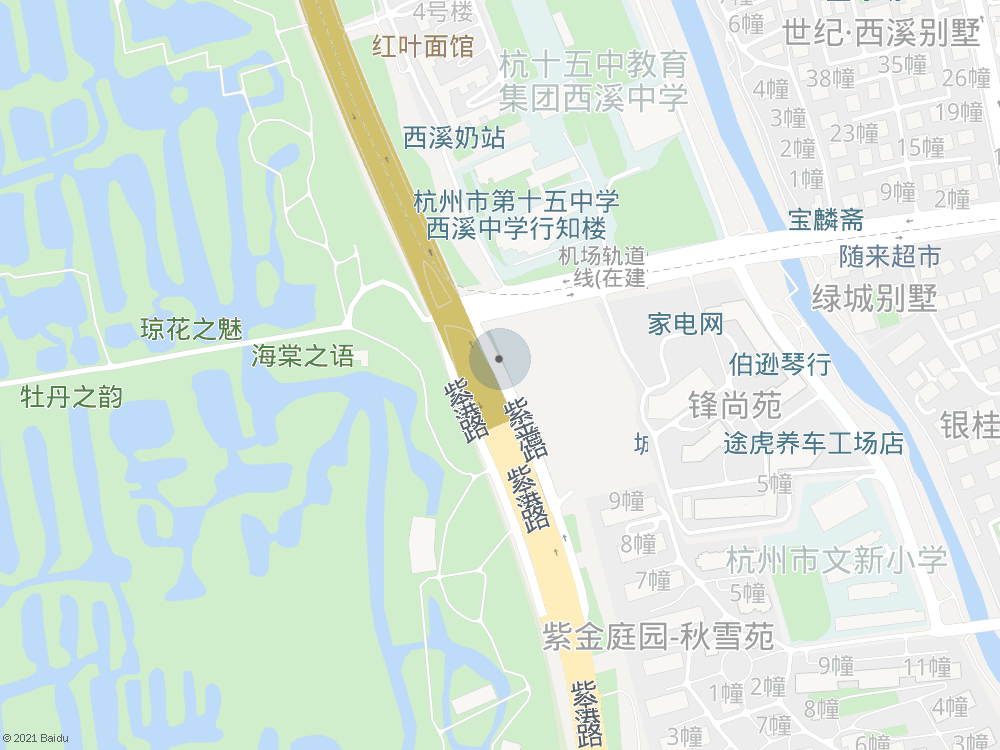 4号楼
红叶面馆
6幢
世纪·西溪别墅
35幢
38幢
26幢
4幢
杭十五中教育
集团西溪中学
19幢
3幢
23幢
西溪奶站
2幢
15幢
1幢
9幢
2幢
杭州市第十五中学
西溪中学行知楼
宝麟斋
机场轨道
线(在建
随来超市
绿城别墅
琼花之魅
家电网
海棠之语
伯逊琴行
牡丹之韵
锋尚苑
紫港路
紫
路
银桂
途虎养车工场店
5幢
紫港路
9幢
8幢
杭州市文新小学
7幢
5幢
紫金庭园-秋雪苑
9幢
11幢
1幢
2幢
紫港路
8幢
4幢
7幢
3幢
6幢
3幢
© 2021 Baidu